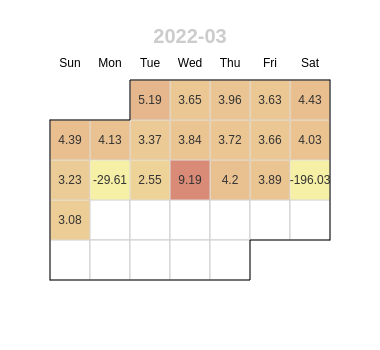 2022-03
Sun Mon Tue Wed Thu Fri Sat
5.19 3.65 3.96 3.63 4.43
4.39 4.13 3.37 3.84 3.72 3.66 4.03
3.23 -29.61 2.55 9.19 4.2 3.89 -196.03
3.08